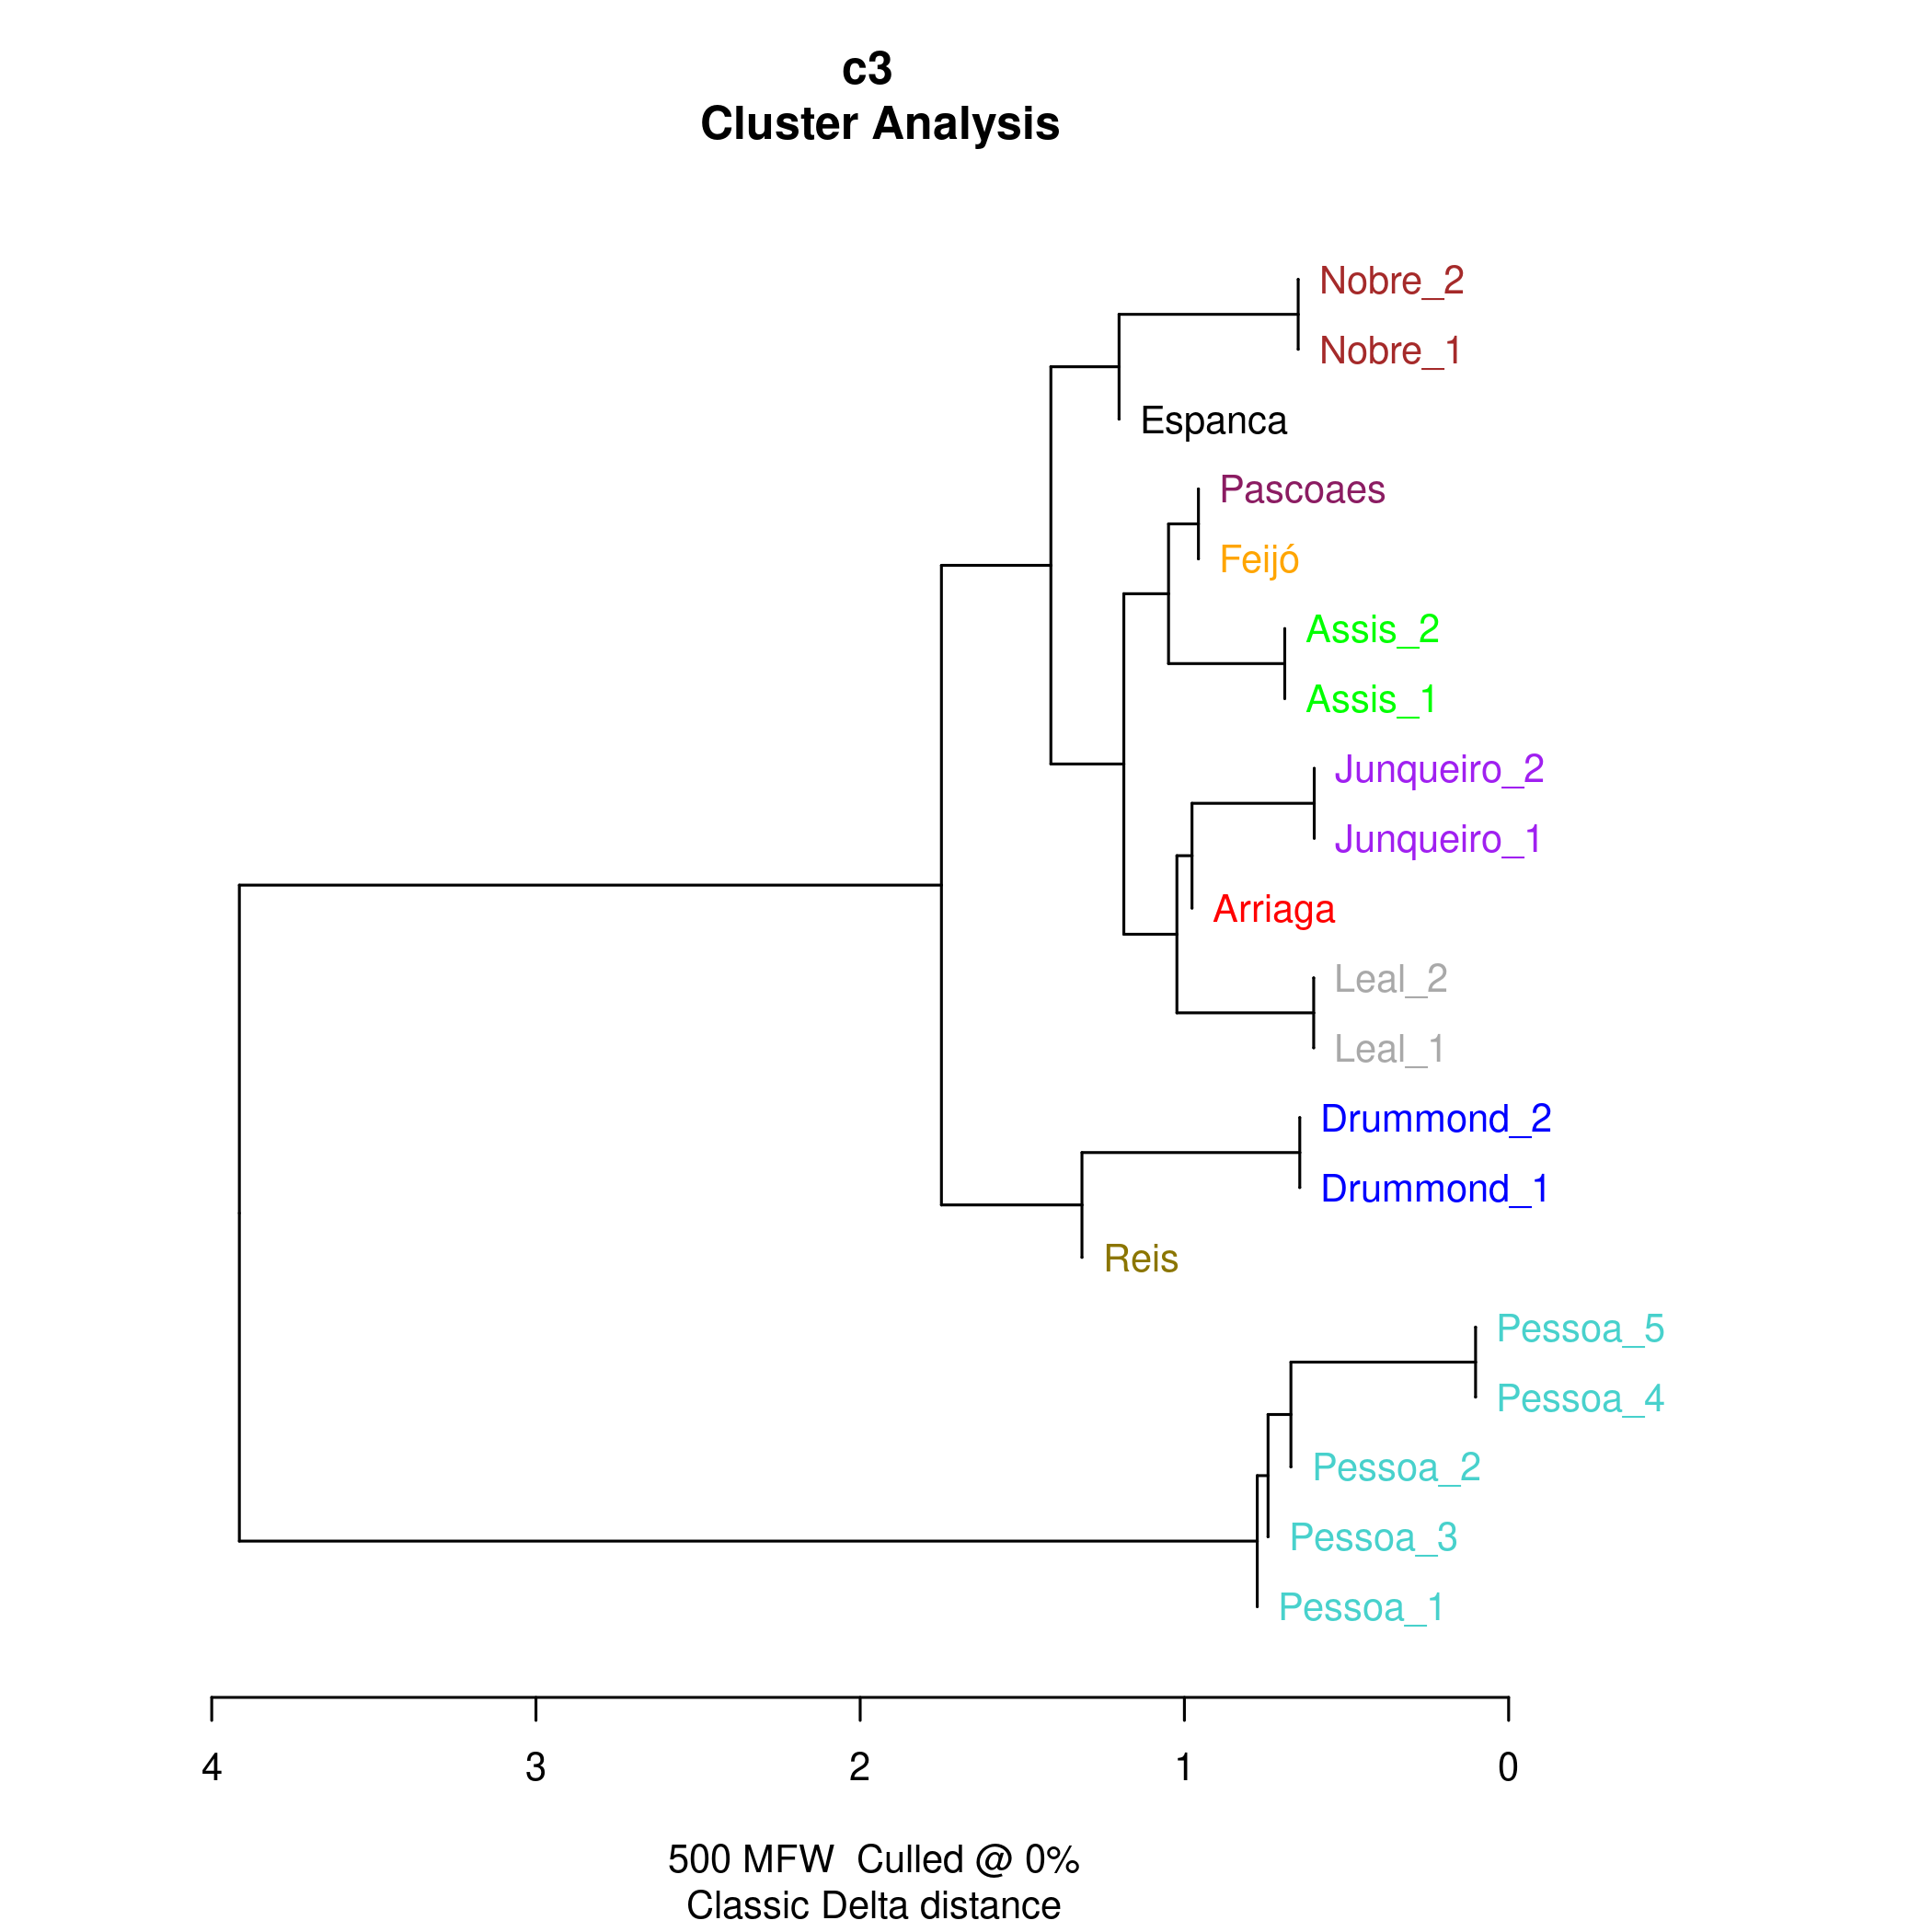 c3
Cluster Analysis
Nobre_2
Nobre_1
Espanca
Pascoaes
Feijó
Assis_2
Assis_1
Junqueiro_2
Junqueiro_1
Arriaga
Leal_2
Leal_1
Drummond_2
Drummond_1
Reis
Pessoa_5
Pessoa_4
Pessoa_2
Pessoa_3
Pessoa_1
4 3 2 1 0
500 MFW  Culled @ 0%
Classic Delta distance